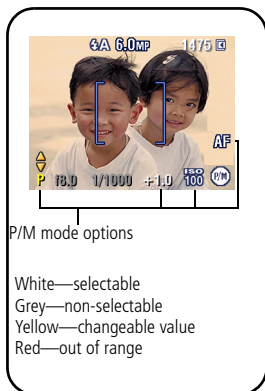 ⚡A 6.0MP 1475
AF
P f8.0 1/1000 +1.0 ISO 100 P/M
P/M mode options
White—selectable
Grey—non-selectable
Yellow—changeable value
Red—out of range